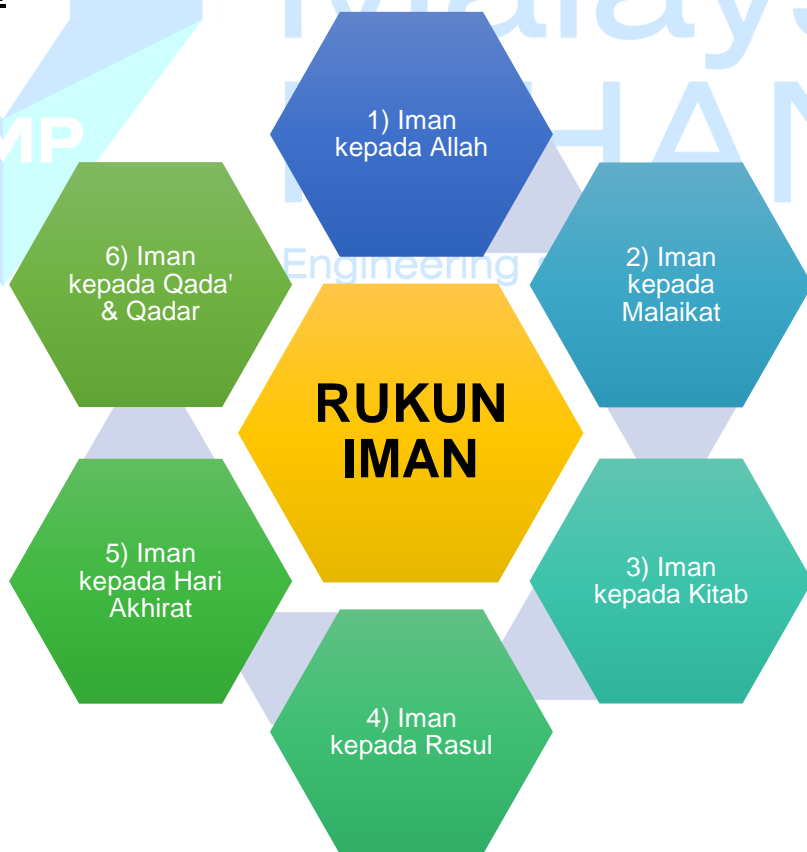 RUKUN
IMAN
1) Iman
kepada Allah
2) Iman
kepada
Malaikat
3) Iman
kepada Kitab
4) Iman
kepada Rasul
5) Iman
kepada Hari
Akhirat
6) Iman
kepada Qada'
& Qadar
Engineering